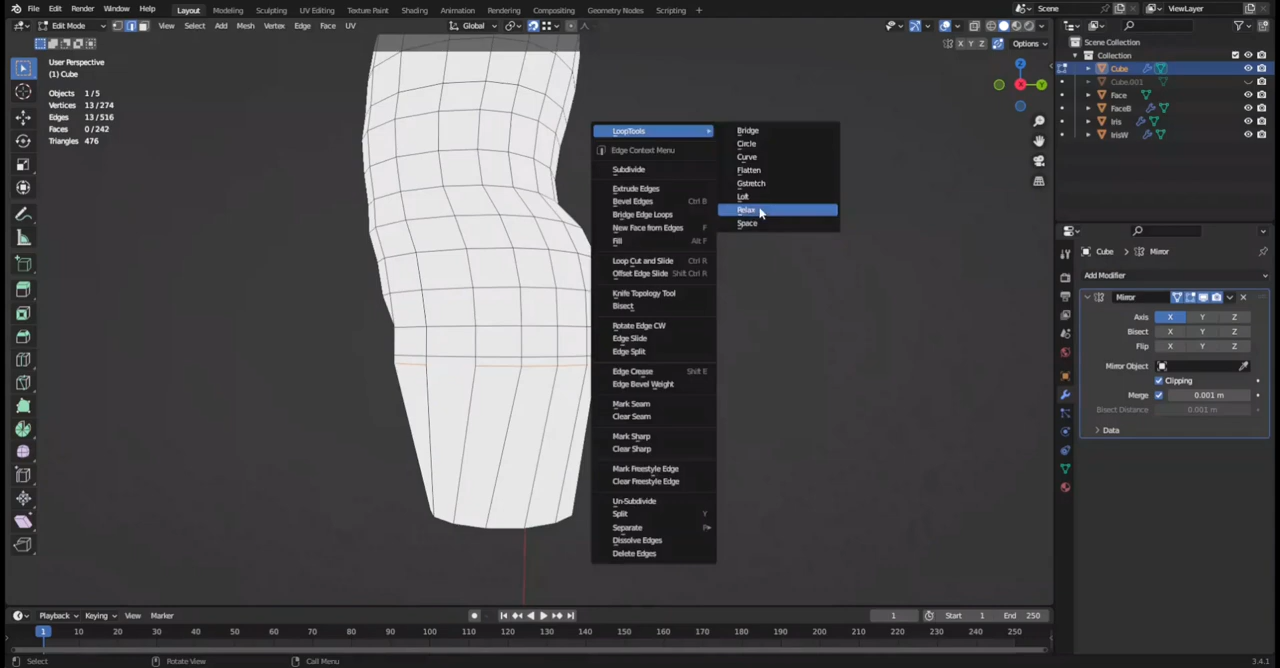 File Edit Render Window Help Layout Modeling Sculpting UV Editing Texture Paint Shading Animation Rendering Compositing Geometry Nodes Scripting + Scene ViewLayer
Edit Mode View Select Add Mesh Vertex Edge Face UV Global
X Y Z Options
User Perspective
(1) Cube
Objects 1/5
Vertices 13/274
Edges 13/516
Faces 0/242
Triangles 476
X
Y
Z
LoopTools
Edge Context Menu
Subdivide
Extrude Edges
Bevel Edges Ctrl B
Bridge Edge Loops
New Face from Edges F
Fill Alt F
Loop Cut and Slide Ctrl R
Offset Edge Slide Shift Ctrl R
Knife Topology Tool
Bisect
Rotate Edge CW
Edge Slide
Edge Split
Edge Crease Shift E
Edge Bevel Weight
Mark Seam
Clear Seam
Mark Sharp
Clear Sharp
Mark Freestyle Edge
Clear Freestyle Edge
Un-Subdivide
Split Y
Separate P
Dissolve Edges
Delete Edges
Bridge
Circle
Curve
Flatten
Gstretch
Loft
Relax
Space
Scene Collection
Collection
Cube
Cube.001
Face
FaceB
Iris
IrisW
Cube Mirror
Add Modifier
Mirror
Axis X Y Z
Bisect X Y Z
Flip X Y Z
Mirror Object
Clipping
Merge 0.001 m
Bisect Distance 0.001 m
Data
Playback Keying View Marker 1 Start 1 End 250
1 10 20 30 40 50 60 70 80 90 100 110 120 130 140 150 160 170 180 190 200 210 220 230 240 250
Select Rotate View Call Menu 3.4.1